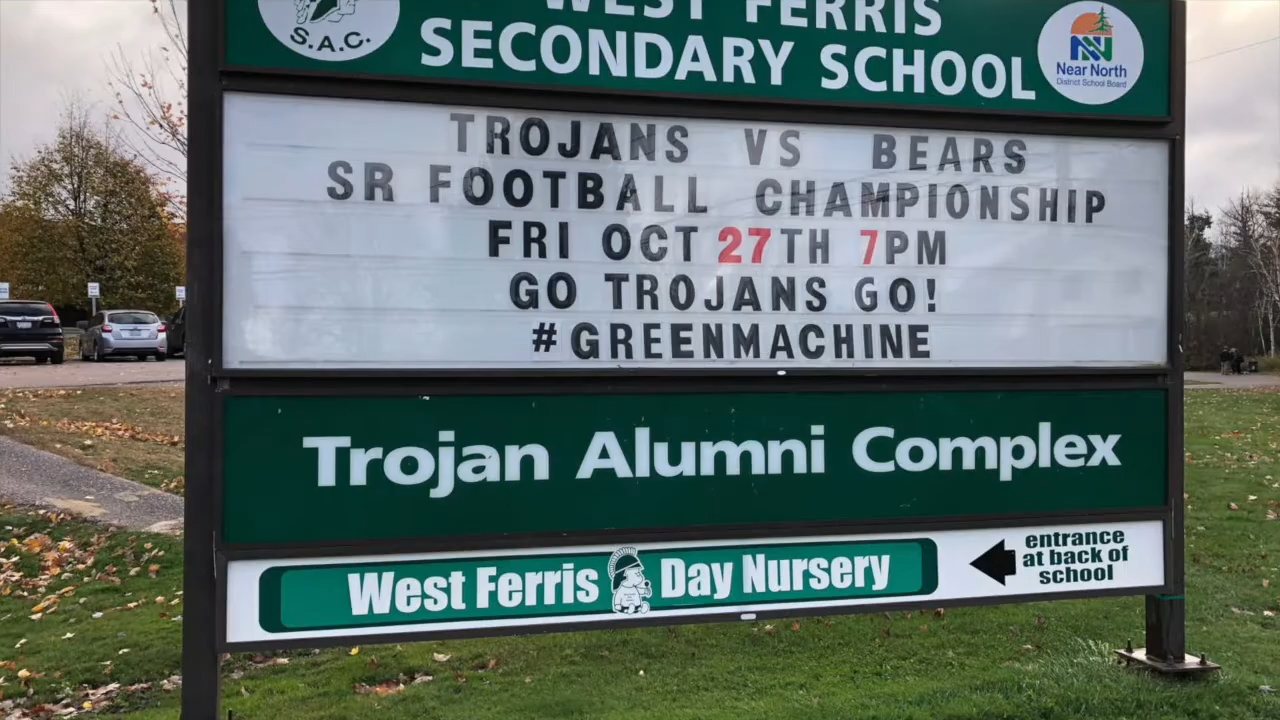 S.A.C.
WEST FERRIS
SECONDARY SCHOOL
Near North
District School Board
TROJANS VS BEARS
SR FOOTBALL CHAMPIONSHIP
FRI OCT 27TH 7PM
GO TROJANS GO!
#GREENMACHINE
Trojan Alumni Complex
West Ferris Day Nursery
entrance
at back of
school